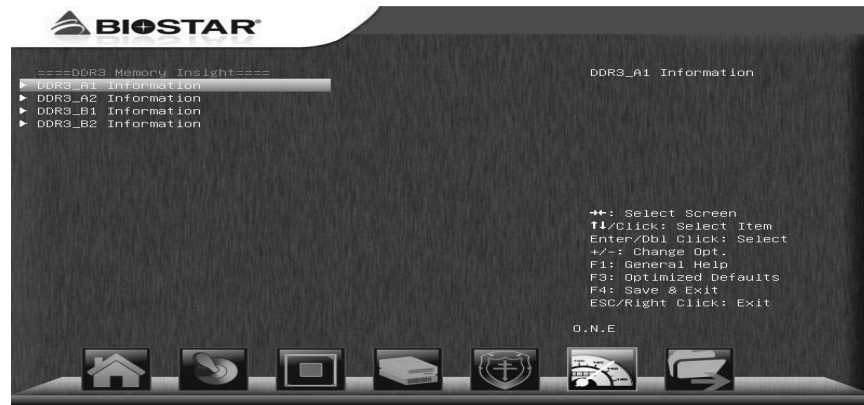 BIOSTAR
====DDR3 Memory Insight====
► DDR3_A1 Information
► DDR3_A2 Information
► DDR3_B1 Information
► DDR3_B2 Information
DDR3_A1 Information
→←: Select Screen
↑↓/Click: Select Item
Enter/Dbl Click: Select
+/-: Change Opt.
F1: General Help
F3: Optimized Defaults
F4: Save & Exit
ESC/Right Click: Exit
O.N.E